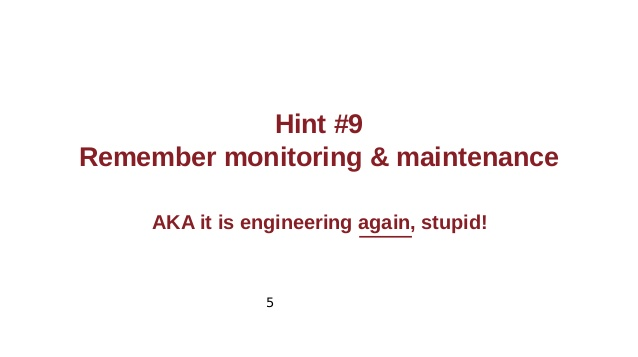 Hint #9
Remember monitoring & maintenance
AKA it is engineering again, stupid!
5